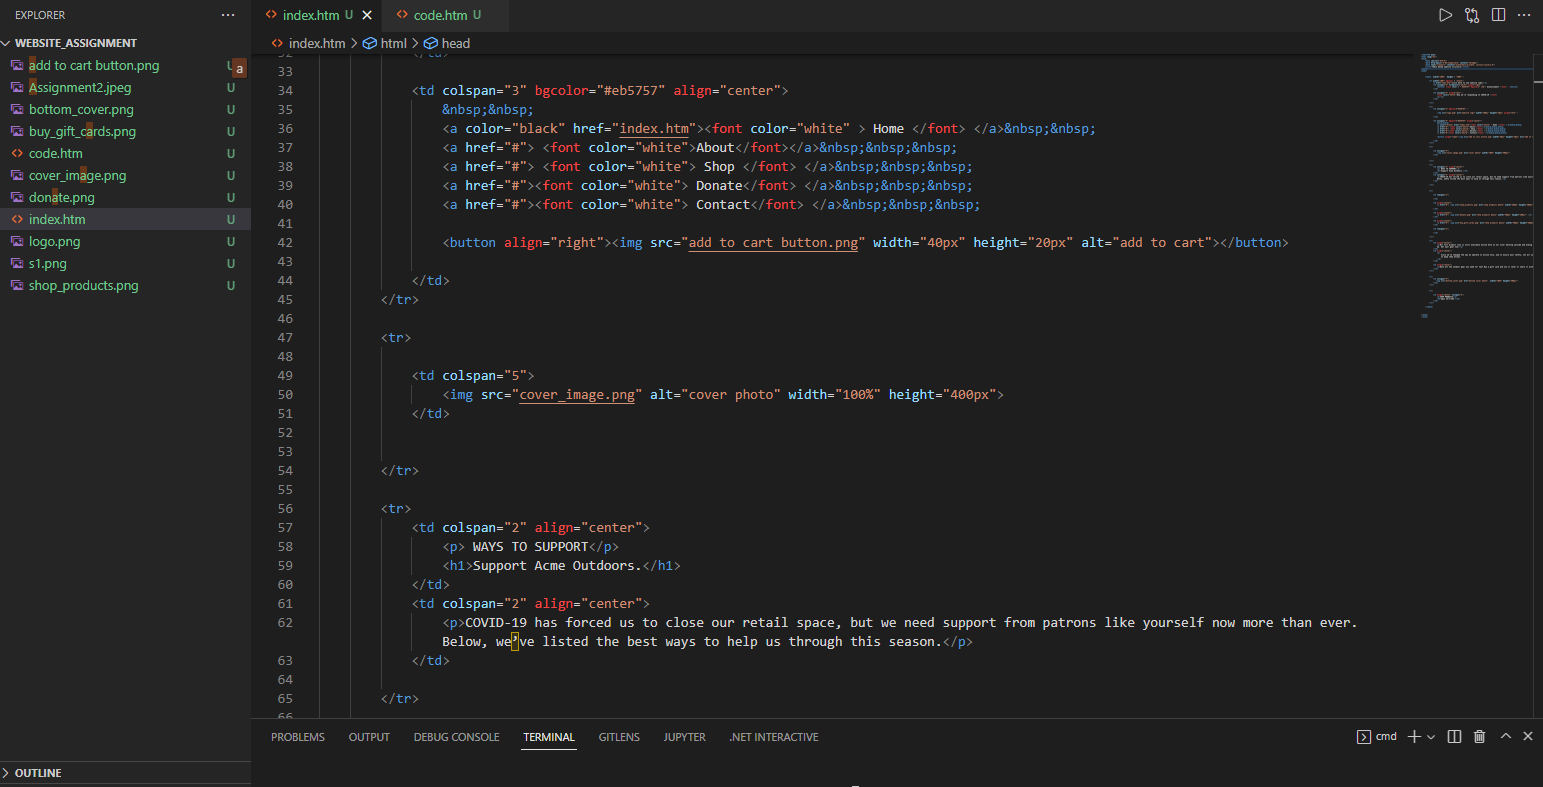 EXPLORER
WEBSITE_ASSIGNMENT
add to cart button.png U
a
Assignment2.jpeg U
bottom_cover.png U
buy_gift_cards.png U
code.htm U
cover_image.png U
donate.png U
index.htm U
logo.png U
s1.png U
shop_products.png U
OUTLINE
index.htm U
code.htm U
index.htm > html > head
32 </td>
33
34 <td colspan="3" bgcolor="#eb5757" align="center">
35 &nbsp;&nbsp;
36 <a color="black" href="index.htm"><font color="white" > Home </font> </a>&nbsp;&nbsp;
37 <a href="#"> <font color="white">About</font></a>&nbsp;&nbsp;&nbsp;
38 <a href="#"> <font color="white"> Shop </font> </a>&nbsp;&nbsp;&nbsp;
39 <a href="#"><font color="white"> Donate</font> </a>&nbsp;&nbsp;&nbsp;
40 <a href="#"><font color="white"> Contact</font> </a>&nbsp;&nbsp;&nbsp;
41
42 <button align="right"><img src="add to cart button.png" width="40px" height="20px" alt="add to cart"></button>
43
44 </td>
45 </tr>
46
47 <tr>
48
49 <td colspan="5">
50 <img src="cover_image.png" alt="cover photo" width="100%" height="400px">
51 </td>
52
53
54 </tr>
55
56 <tr>
57 <td colspan="2" align="center">
58 <p> WAYS TO SUPPORT</p>
59 <h1>Support Acme Outdoors.</h1>
60 </td>
61 <td colspan="2" align="center">
62 <p>COVID-19 has forced us to close our retail space, but we need support from patrons like yourself now more than ever.
Below, we’ve listed the best ways to help us through this season.</p>
63 </td>
64
65 </tr>
66
PROBLEMS OUTPUT DEBUG CONSOLE TERMINAL GITLENS JUPYTER .NET INTERACTIVE
cmd